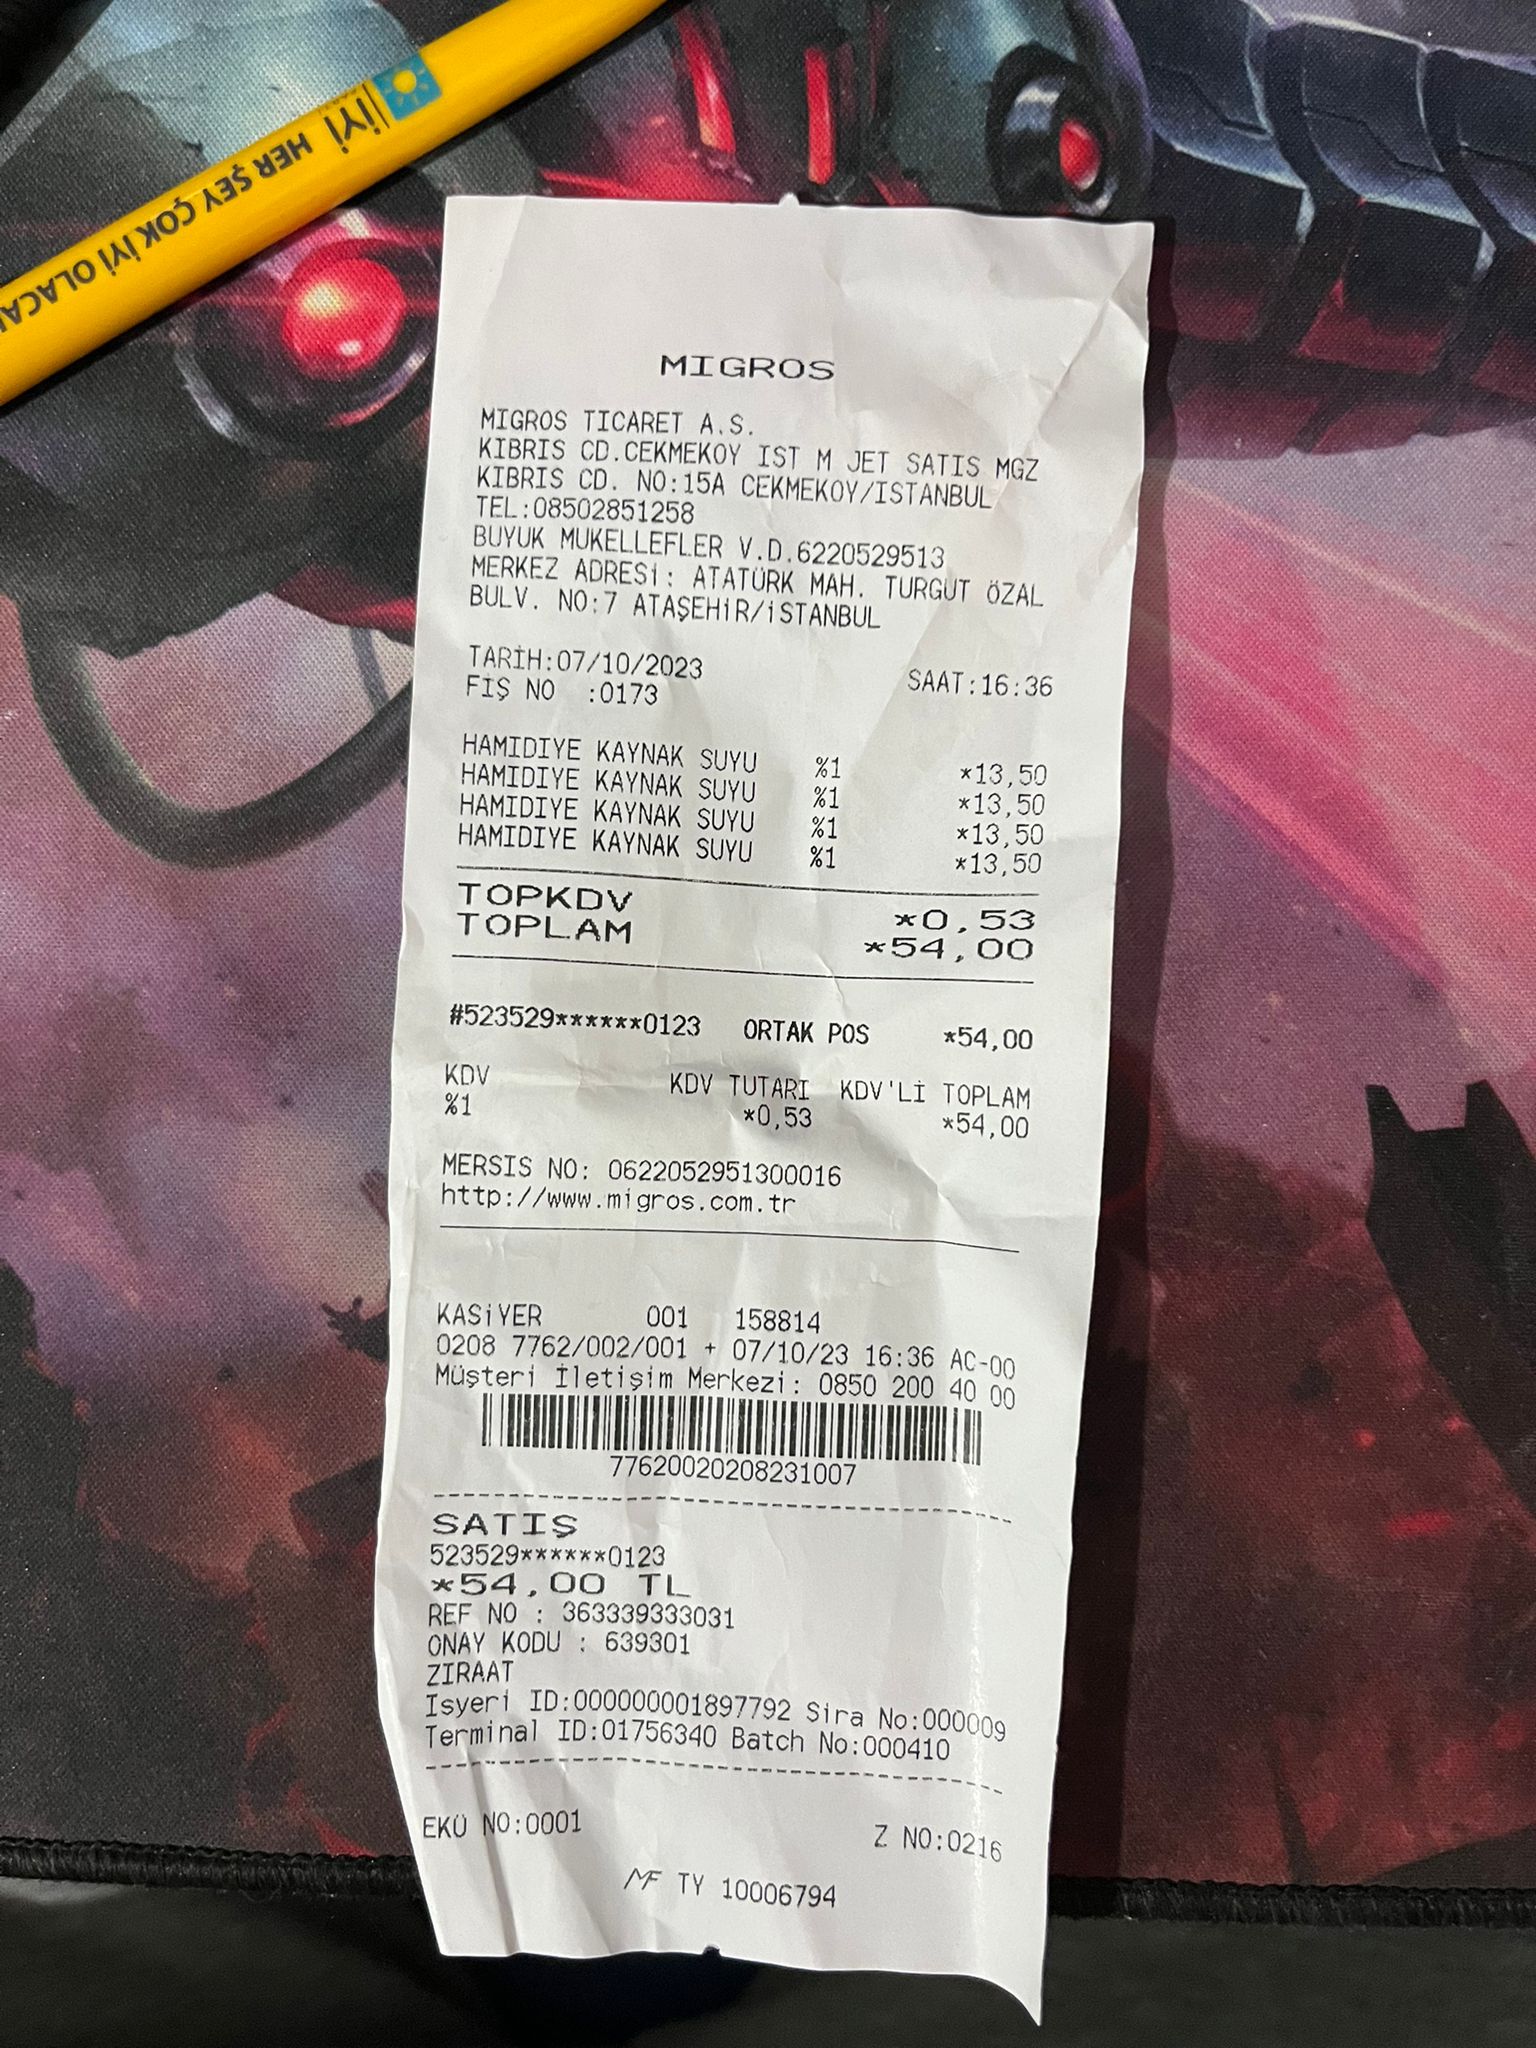 İYİ HER ŞEY ÇOK İYİ OLACAK
MIGROS
MIGROS TICARET A.S.
KIBRIS CD.CEKMEKOY IST M JET SATIS MGZ
KIBRIS CD. NO:15A CEKMEKOY/ISTANBUL
TEL:08502851258
BUYUK MUKELLEFLER V.D.6220529513
MERKEZ ADRESİ: ATATÜRK MAH. TURGUT ÖZAL
BULV. NO:7 ATAŞEHİR/İSTANBUL
TARİH:07/10/2023 SAAT:16:36
FIŞ NO :0173
HAMIDIYE KAYNAK SUYU %1 *13,50
HAMIDIYE KAYNAK SUYU %1 *13,50
HAMIDIYE KAYNAK SUYU %1 *13,50
HAMIDIYE KAYNAK SUYU %1 *13,50
TOPKDV *0,53
TOPLAM *54,00
#523529******0123 ORTAK POS *54,00
KDV KDV TUTARI KDV'Lİ TOPLAM
%1 *0,53 *54,00
MERSIS NO: 0622052951300016
http://www.migros.com.tr
KASİYER 001 158814
0208 7762/002/001 + 07/10/23 16:36 AC-00
Müşteri İletişim Merkezi: 0850 200 40 00
77620020208231007
SATIŞ
523529******0123
*54,00 TL
REF NO : 363339333031
ONAY KODU : 639301
ZIRAAT
Isyeri ID:000000001897792 Sira No:000009
Terminal ID:01756340 Batch No:000410
EKÜ NO:0001 Z NO:0216
MF TY 10006794